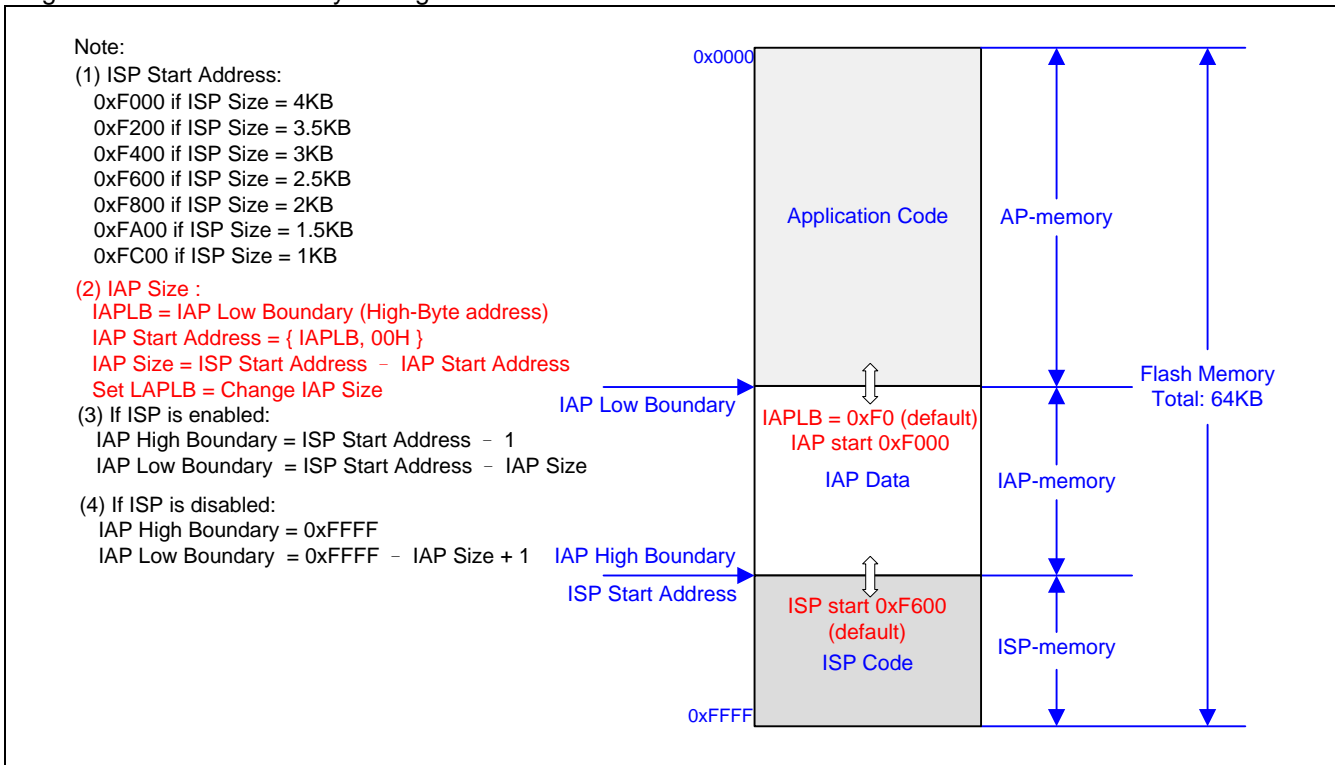 Note:
(1) ISP Start Address:
0xF000 if ISP Size = 4KB
0xF200 if ISP Size = 3.5KB
0xF400 if ISP Size = 3KB
0xF600 if ISP Size = 2.5KB
0xF800 if ISP Size = 2KB
0xFA00 if ISP Size = 1.5KB
0xFC00 if ISP Size = 1KB
(2) IAP Size :
IAPLB = IAP Low Boundary (High-Byte address)
IAP Start Address = { IAPLB, 00H }
IAP Size = ISP Start Address – IAP Start Address
Set LAPLB = Change IAP Size
(3) If ISP is enabled:
IAP High Boundary = ISP Start Address – 1
IAP Low Boundary = ISP Start Address – IAP Size
(4) If ISP is disabled:
IAP High Boundary = 0xFFFF
IAP Low Boundary = 0xFFFF – IAP Size + 1
0x0000
Application Code
AP-memory
IAP Low Boundary
IAPLB = 0xF0 (default)
IAP start 0xF000
IAP Data
IAP-memory
Flash Memory
Total: 64KB
IAP High Boundary
ISP Start Address
ISP start 0xF600
(default)
ISP Code
ISP-memory
0xFFFF